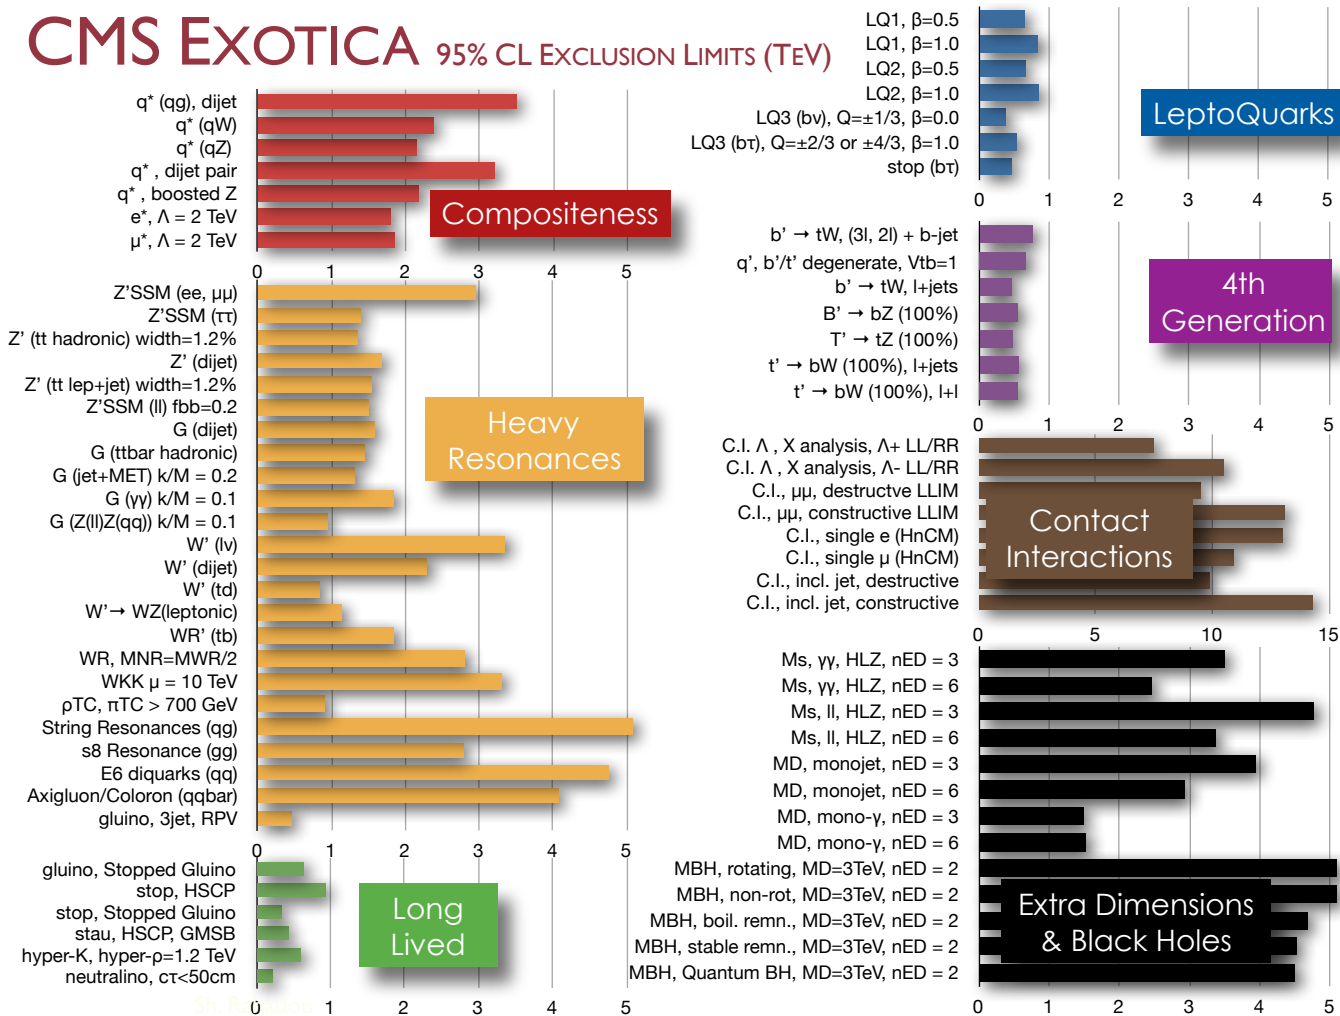 CMS EXOTICA 95% CL EXCLUSION LIMITS (TEV)
q* (qg), dijet
q* (qW)
q* (qZ)
q* , dijet pair
q* , boosted Z
e*, Λ = 2 TeV
μ*, Λ = 2 TeV
Compositeness
0 1 2 3 4 5
Z'SSM (ee, μμ)
Z'SSM (ττ)
Z' (tt hadronic) width=1.2%
Z' (dijet)
Z' (tt lep+jet) width=1.2%
Z'SSM (ll) fbb=0.2
G (dijet)
G (ttbar hadronic)
G (jet+MET) k/M = 0.2
G (γγ) k/M = 0.1
G (Z(ll)Z(qq)) k/M = 0.1
W' (lν)
W' (dijet)
W' (td)
W'→ WZ(leptonic)
WR' (tb)
WR, MNR=MWR/2
WKK μ = 10 TeV
ρTC, πTC > 700 GeV
String Resonances (qg)
s8 Resonance (gg)
E6 diquarks (qq)
Axigluon/Coloron (qqbar)
gluino, 3jet, RPV
Heavy
Resonances
0 1 2 3 4 5
gluino, Stopped Gluino
stop, HSCP
stop, Stopped Gluino
stau, HSCP, GMSB
hyper-K, hyper-ρ=1.2 TeV
neutralino, cτ<50cm
Long
Lived
0 1 2 3 4 5
LQ1, β=0.5
LQ1, β=1.0
LQ2, β=0.5
LQ2, β=1.0
LQ3 (bν), Q=±1/3, β=0.0
LQ3 (bτ), Q=±2/3 or ±4/3, β=1.0
stop (bτ)
LeptoQuarks
0 1 2 3 4 5
b' → tW, (3l, 2l) + b-jet
q', b'/t' degenerate, Vtb=1
b' → tW, l+jets
B' → bZ (100%)
T' → tZ (100%)
t' → bW (100%), l+jets
t' → bW (100%), l+l
4th
Generation
0 1 2 3 4 5
C.I. Λ , X analysis, Λ+ LL/RR
C.I. Λ , X analysis, Λ- LL/RR
C.I., μμ, destructve LLIM
C.I., μμ, constructive LLIM
C.I., single e (HnCM)
C.I., single μ (HnCM)
C.I., incl. jet, destructive
C.I., incl. jet, constructive
Contact
Interactions
0 5 10 15
Ms, γγ, HLZ, nED = 3
Ms, γγ, HLZ, nED = 6
Ms, ll, HLZ, nED = 3
Ms, ll, HLZ, nED = 6
MD, monojet, nED = 3
MD, monojet, nED = 6
MD, mono-γ, nED = 3
MD, mono-γ, nED = 6
MBH, rotating, MD=3TeV, nED = 2
MBH, non-rot, MD=3TeV, nED = 2
MBH, boil. remn., MD=3TeV, nED = 2
MBH, stable remn., MD=3TeV, nED = 2
MBH, Quantum BH, MD=3TeV, nED = 2
Extra Dimensions
& Black Holes
0 1 2 3 4 5
Sh.